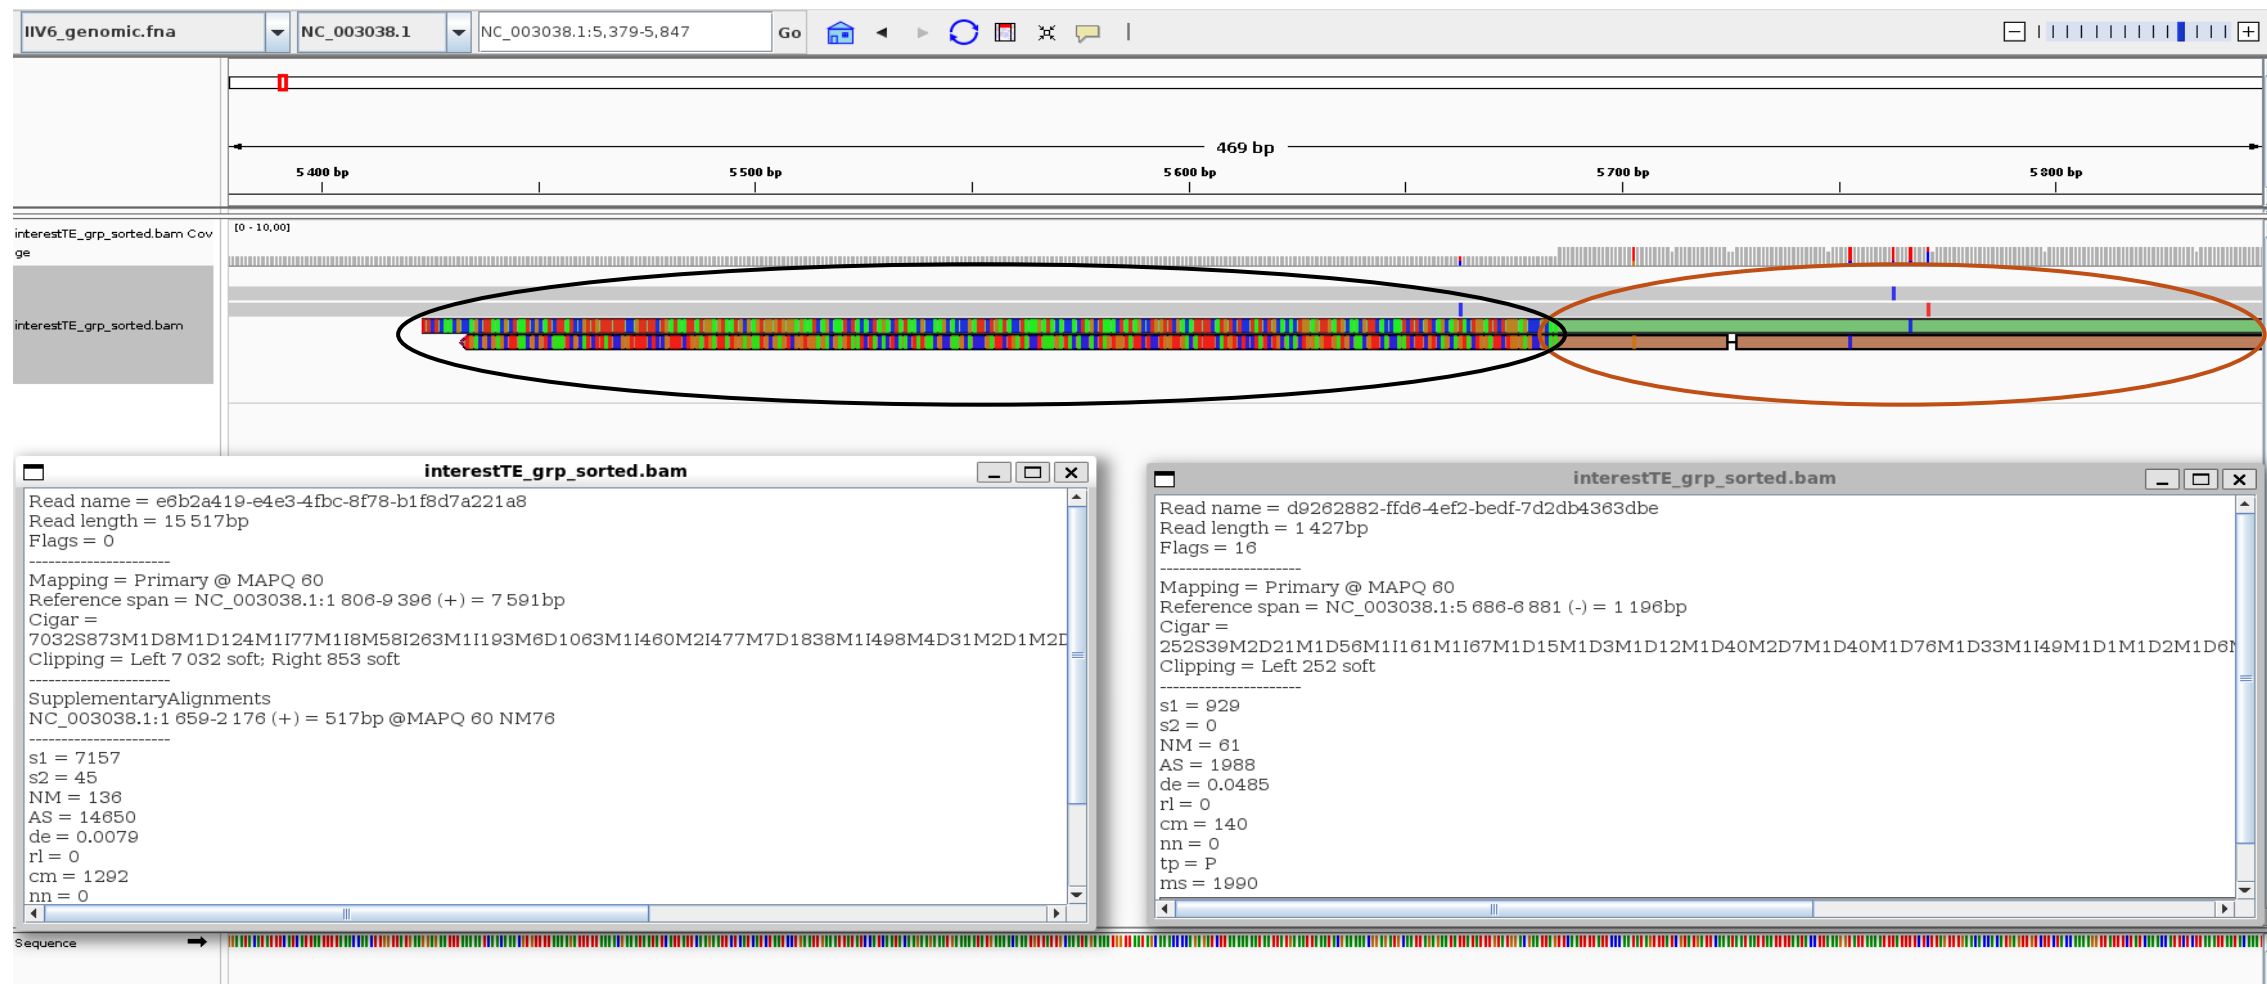 IIV6_genomic.fna NC_003038.1 NC_003038.1:5,379-5,847 Go
469 bp
5 400 bp 5 500 bp 5 600 bp 5 700 bp 5 800 bp
interestTE_grp_sorted.bam Cov
ge
[0 - 10,00]
interestTE_grp_sorted.bam
interestTE_grp_sorted.bam
Read name = e6b2a419-e4e3-4fbc-8f78-b1f8d7a221a8
Read length = 15 517bp
Flags = 0
----------------------
Mapping = Primary @ MAPQ 60
Reference span = NC_003038.1:1 806-9 396 (+) = 7 591bp
Cigar =
7032S873M1D8M1D124M1I77M1I8M58I263M1I193M6D1063M1I460M2I477M7D1838M1I498M4D31M2D1M2D
Clipping = Left 7 032 soft; Right 853 soft
----------------------
SupplementaryAlignments
NC_003038.1:1 659-2 176 (+) = 517bp @MAPQ 60 NM76
----------------------
s1 = 7157
s2 = 45
NM = 136
AS = 14650
de = 0.0079
rl = 0
cm = 1292
nn = 0
interestTE_grp_sorted.bam
Read name = d9262882-ffd6-4ef2-bedf-7d2db4363dbe
Read length = 1 427bp
Flags = 16
----------------------
Mapping = Primary @ MAPQ 60
Reference span = NC_003038.1:5 686-6 881 (-) = 1 196bp
Cigar =
252S39M2D21M1D56M1I161M1I67M1D15M1D3M1D12M1D40M2D7M1D40M1D76M1D33M1I49M1D1M1D2M1D6M
Clipping = Left 252 soft
----------------------
s1 = 929
s2 = 0
NM = 61
AS = 1988
de = 0.0485
rl = 0
cm = 140
nn = 0
tp = P
ms = 1990
Sequence